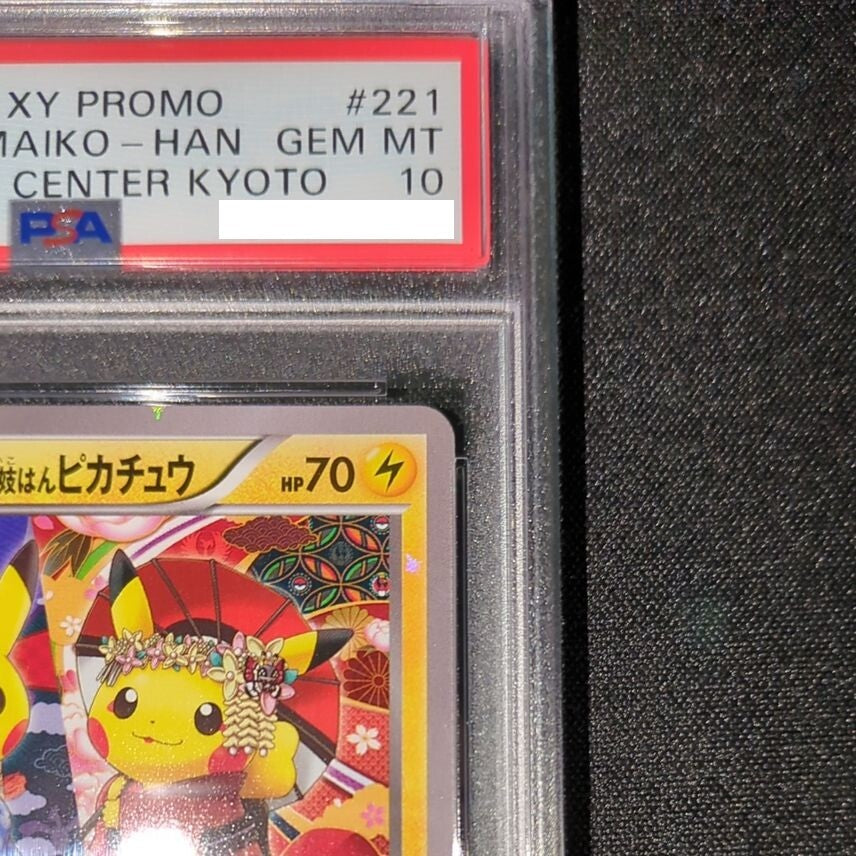 XY PROMO #221
MAIKO-HAN GEM MT
CENTER KYOTO 10
PSA
妓はんピカチュウ HP70